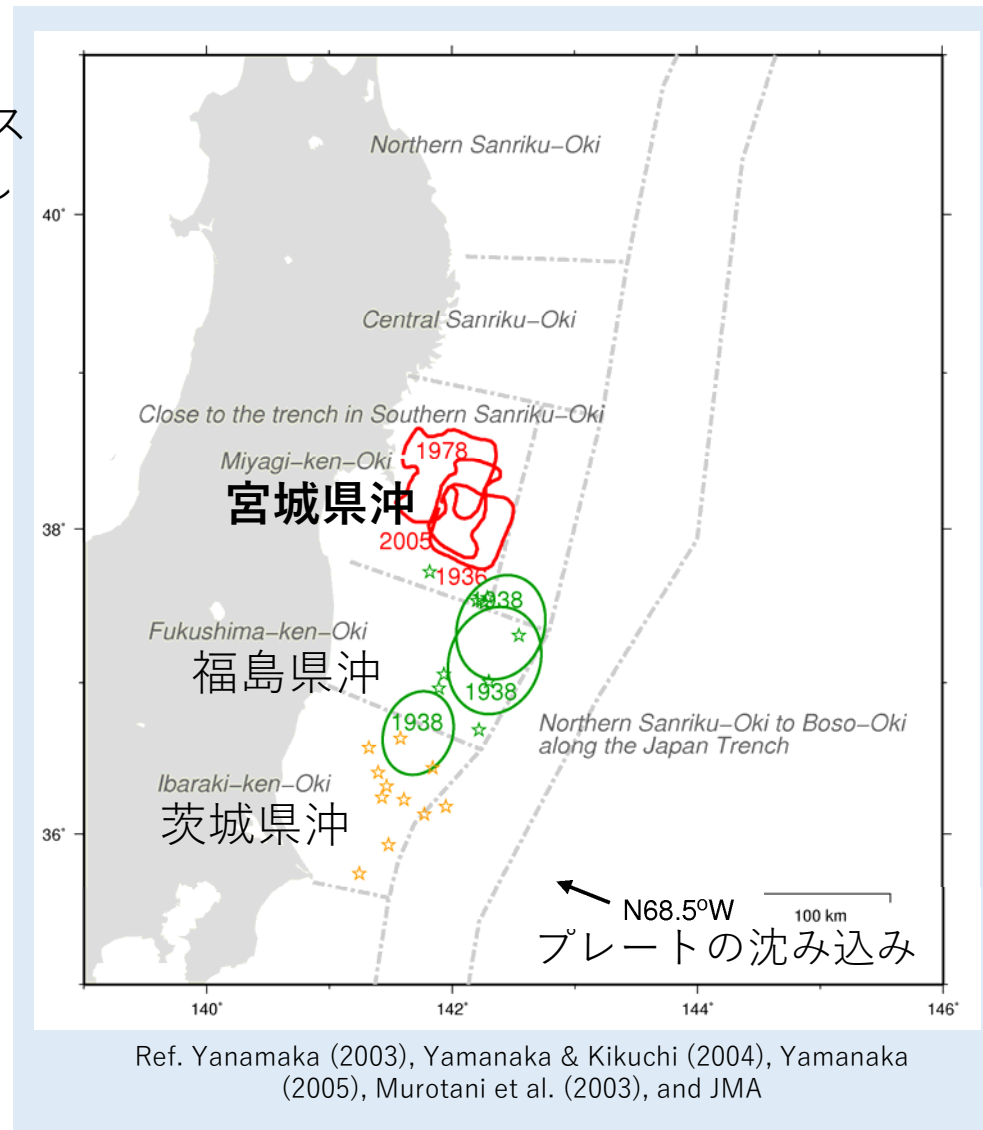 ス
Northern Sanriku–Oki
40°
Central Sanriku–Oki
Close to the trench in Southern Sanriku–Oki
1978
Miyagi–ken–Oki
宮城県沖
38°
2005
1936
1938
Fukushima–ken–Oki
福島県沖
1938
1938
Northern Sanriku–Oki to Boso–Oki
along the Japan Trench
Ibaraki–ken–Oki
茨城県沖
36°
N68.5°W
100 km
プレートの沈み込み
140°
142°
144°
146°
Ref. Yanamaka (2003), Yamanaka & Kikuchi (2004), Yamanaka
(2005), Murotani et al. (2003), and JMA